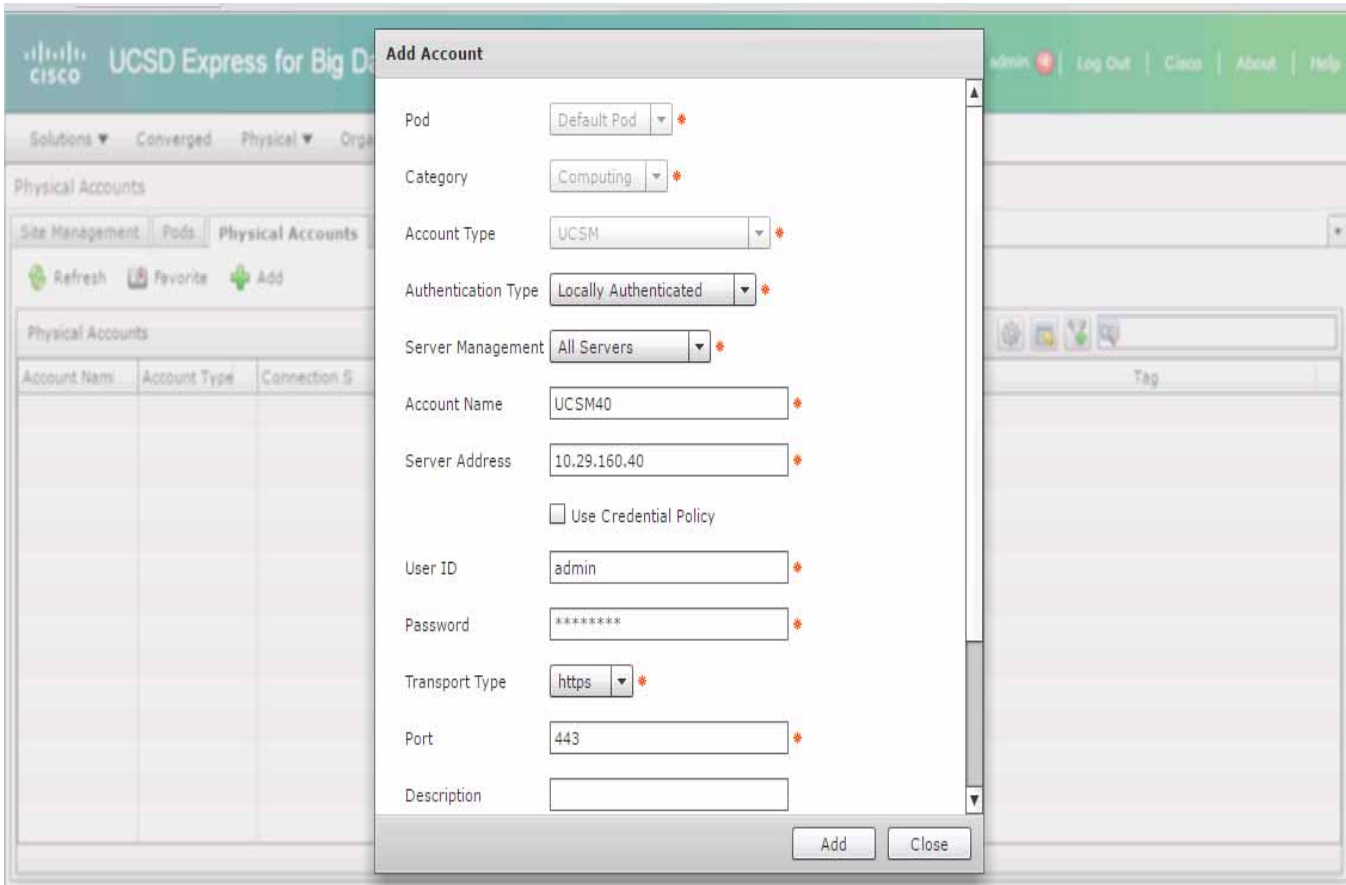 CISCO
UCSD Express for Big Da
admin | Log Out | Cisco | About | Help
Solutions Converged Physical Orga
Physical Accounts
Site Management Pods Physical Accounts
Refresh Favorite Add
Physical Accounts
Account Nam Account Type Connection S Tag
Add Account
Pod Default Pod *
Category Computing *
Account Type UCSM *
Authentication Type Locally Authenticated *
Server Management All Servers *
Account Name UCSM40 *
Server Address 10.29.160.40 *
Use Credential Policy
User ID admin *
Password ******** *
Transport Type https *
Port 443 *
Description
Add Close